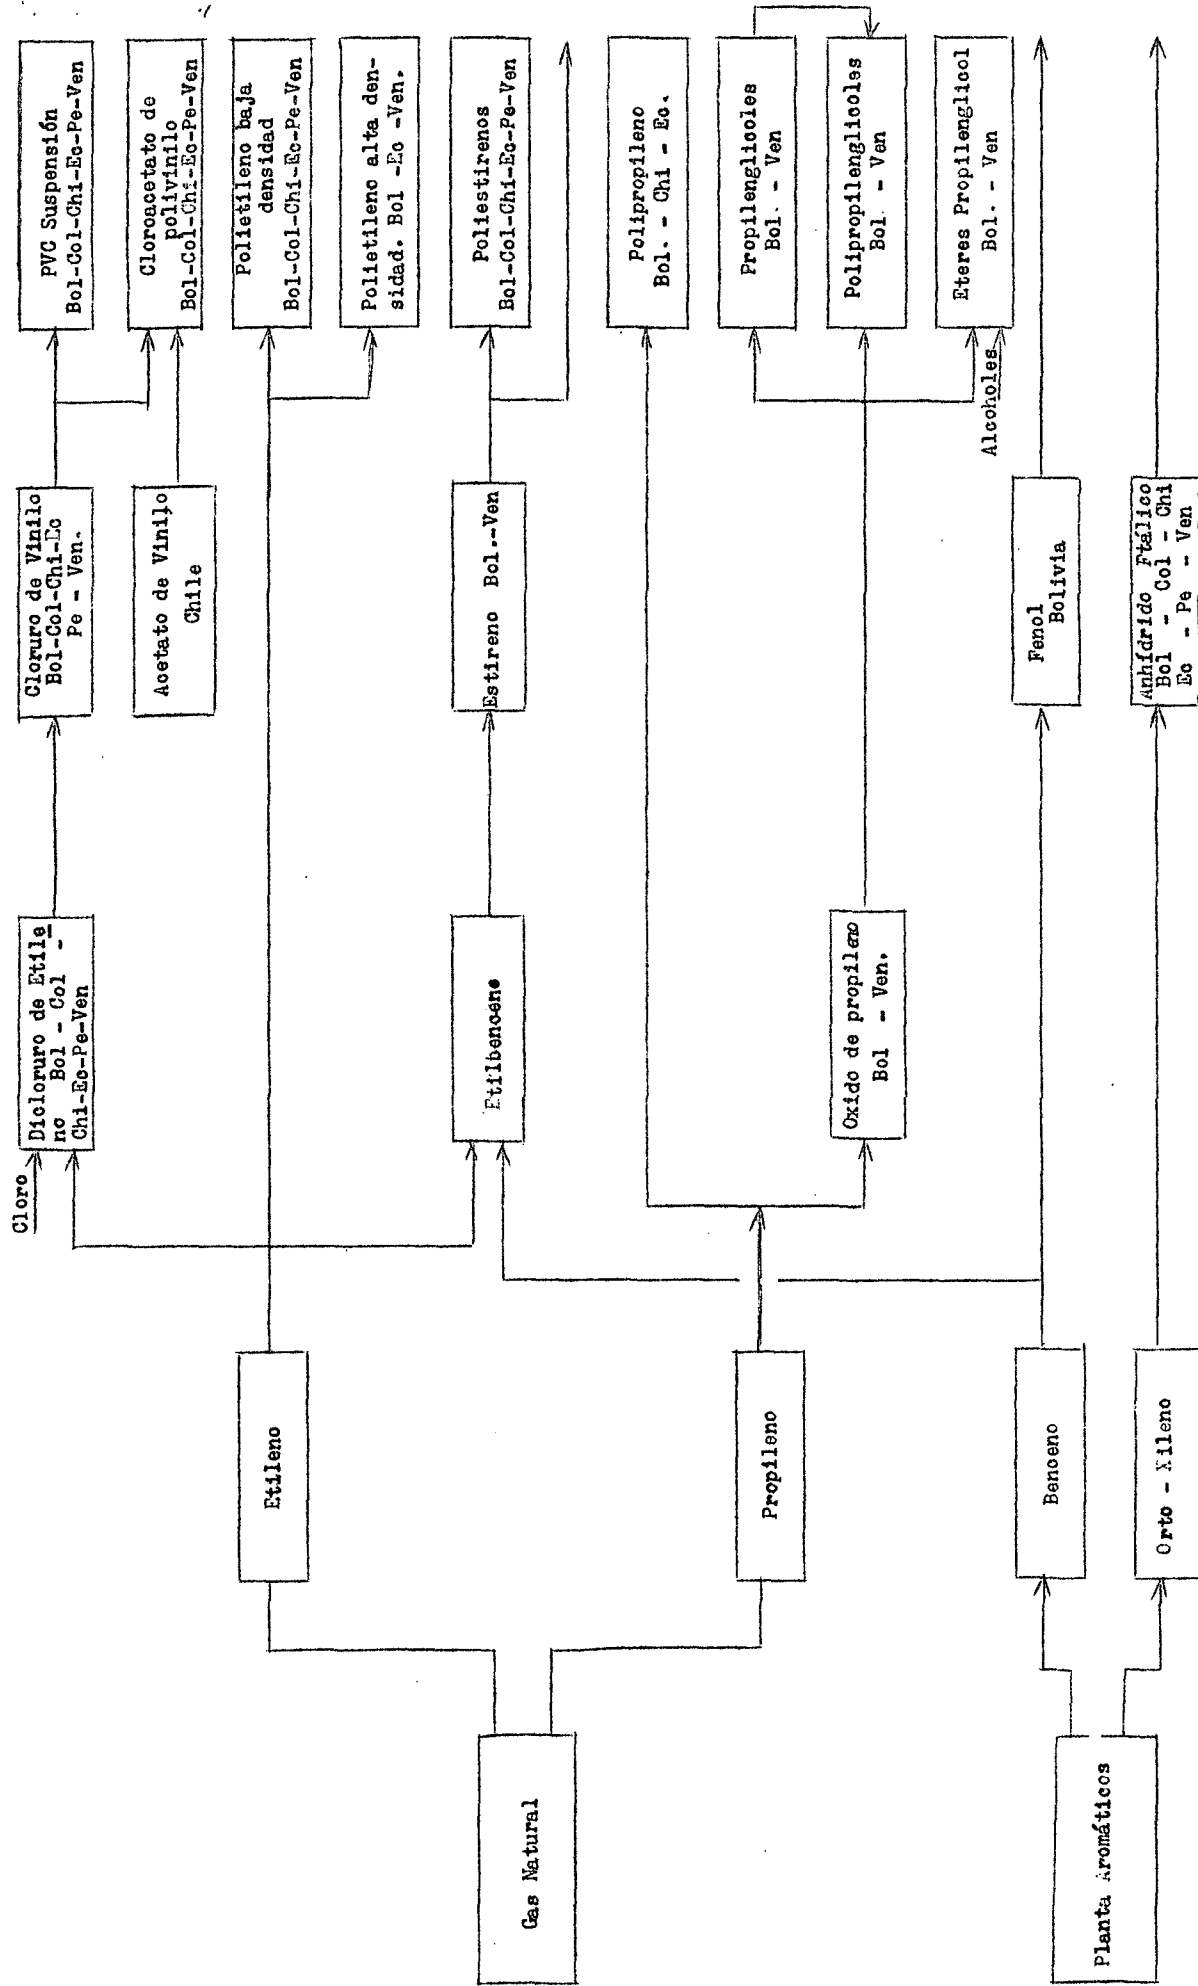 Gas Natural
Planta Aromáticos
Etileno
Propileno
Benceno
Orto - Xileno
Cloro
Dicloruro de Etile
no Bol - Col -
Chi-Ec-Pe-Ven
Etilbenceno
Oxido de propileno
Bol - Ven.
Cloruro de Vinilo
Bol-Col-Chi-Ec
Pe - Ven.
Acetato de Vinilo
Chile
Estireno Bol.-Ven
Fenol
Bolivia
Anhídrido Ftálico
Bol - Col - Chi
Ec - Pe - Ven
Alcoholes
PVC Suspensión
Bol-Col-Chi-Ec-Pe-Ven
Cloroacetato de
polivinilo
Bol-Col-Chi-Ec-Pe-Ven
Polietileno baja
densidad
Bol-Col-Chi-Ec-Pe-Ven
Polietileno alta den-
sidad. Bol -Ec -Ven.
Poliestirenos
Bol-Col-Chi-Ec-Pe-Ven
Polipropileno
Bol. - Chi - Ec.
Propilenglicoles
Bol. - Ven
Polipropilenglicoles
Bol. - Ven
Eteres Propilenglicol
Bol. - Ven